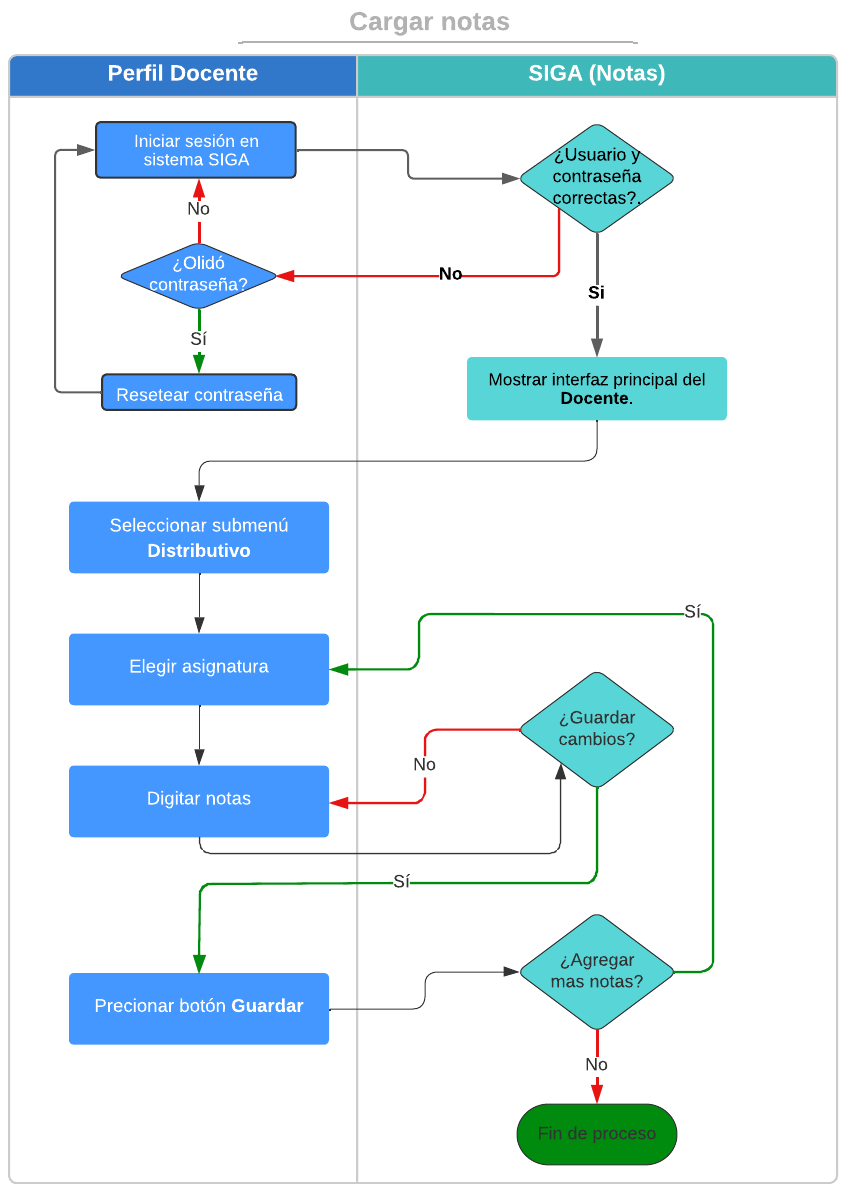 Cargar notas
Perfil Docente
SIGA (Notas)
Iniciar sesión en
sistema SIGA
¿Usuario y
contraseña
correctas?.
No
¿Olidó
contraseña?
No
Si
Sí
Resetear contraseña
Mostrar interfaz principal del
Docente.
Seleccionar submenú
Distributivo
Sí
Elegir asignatura
¿Guardar
cambios?
No
Digitar notas
Sí
¿Agregar
mas notas?
Precionar botón Guardar
No
Fin de proceso